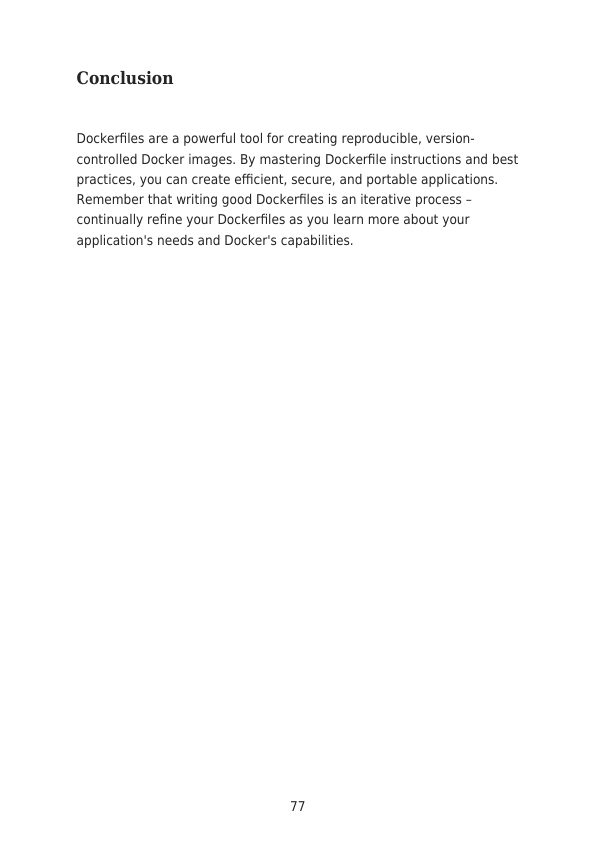 Conclusion
Dockerfiles are a powerful tool for creating reproducible, version-
controlled Docker images. By mastering Dockerfile instructions and best
practices, you can create efficient, secure, and portable applications.
Remember that writing good Dockerfiles is an iterative process –
continually refine your Dockerfiles as you learn more about your
application's needs and Docker's capabilities.
77